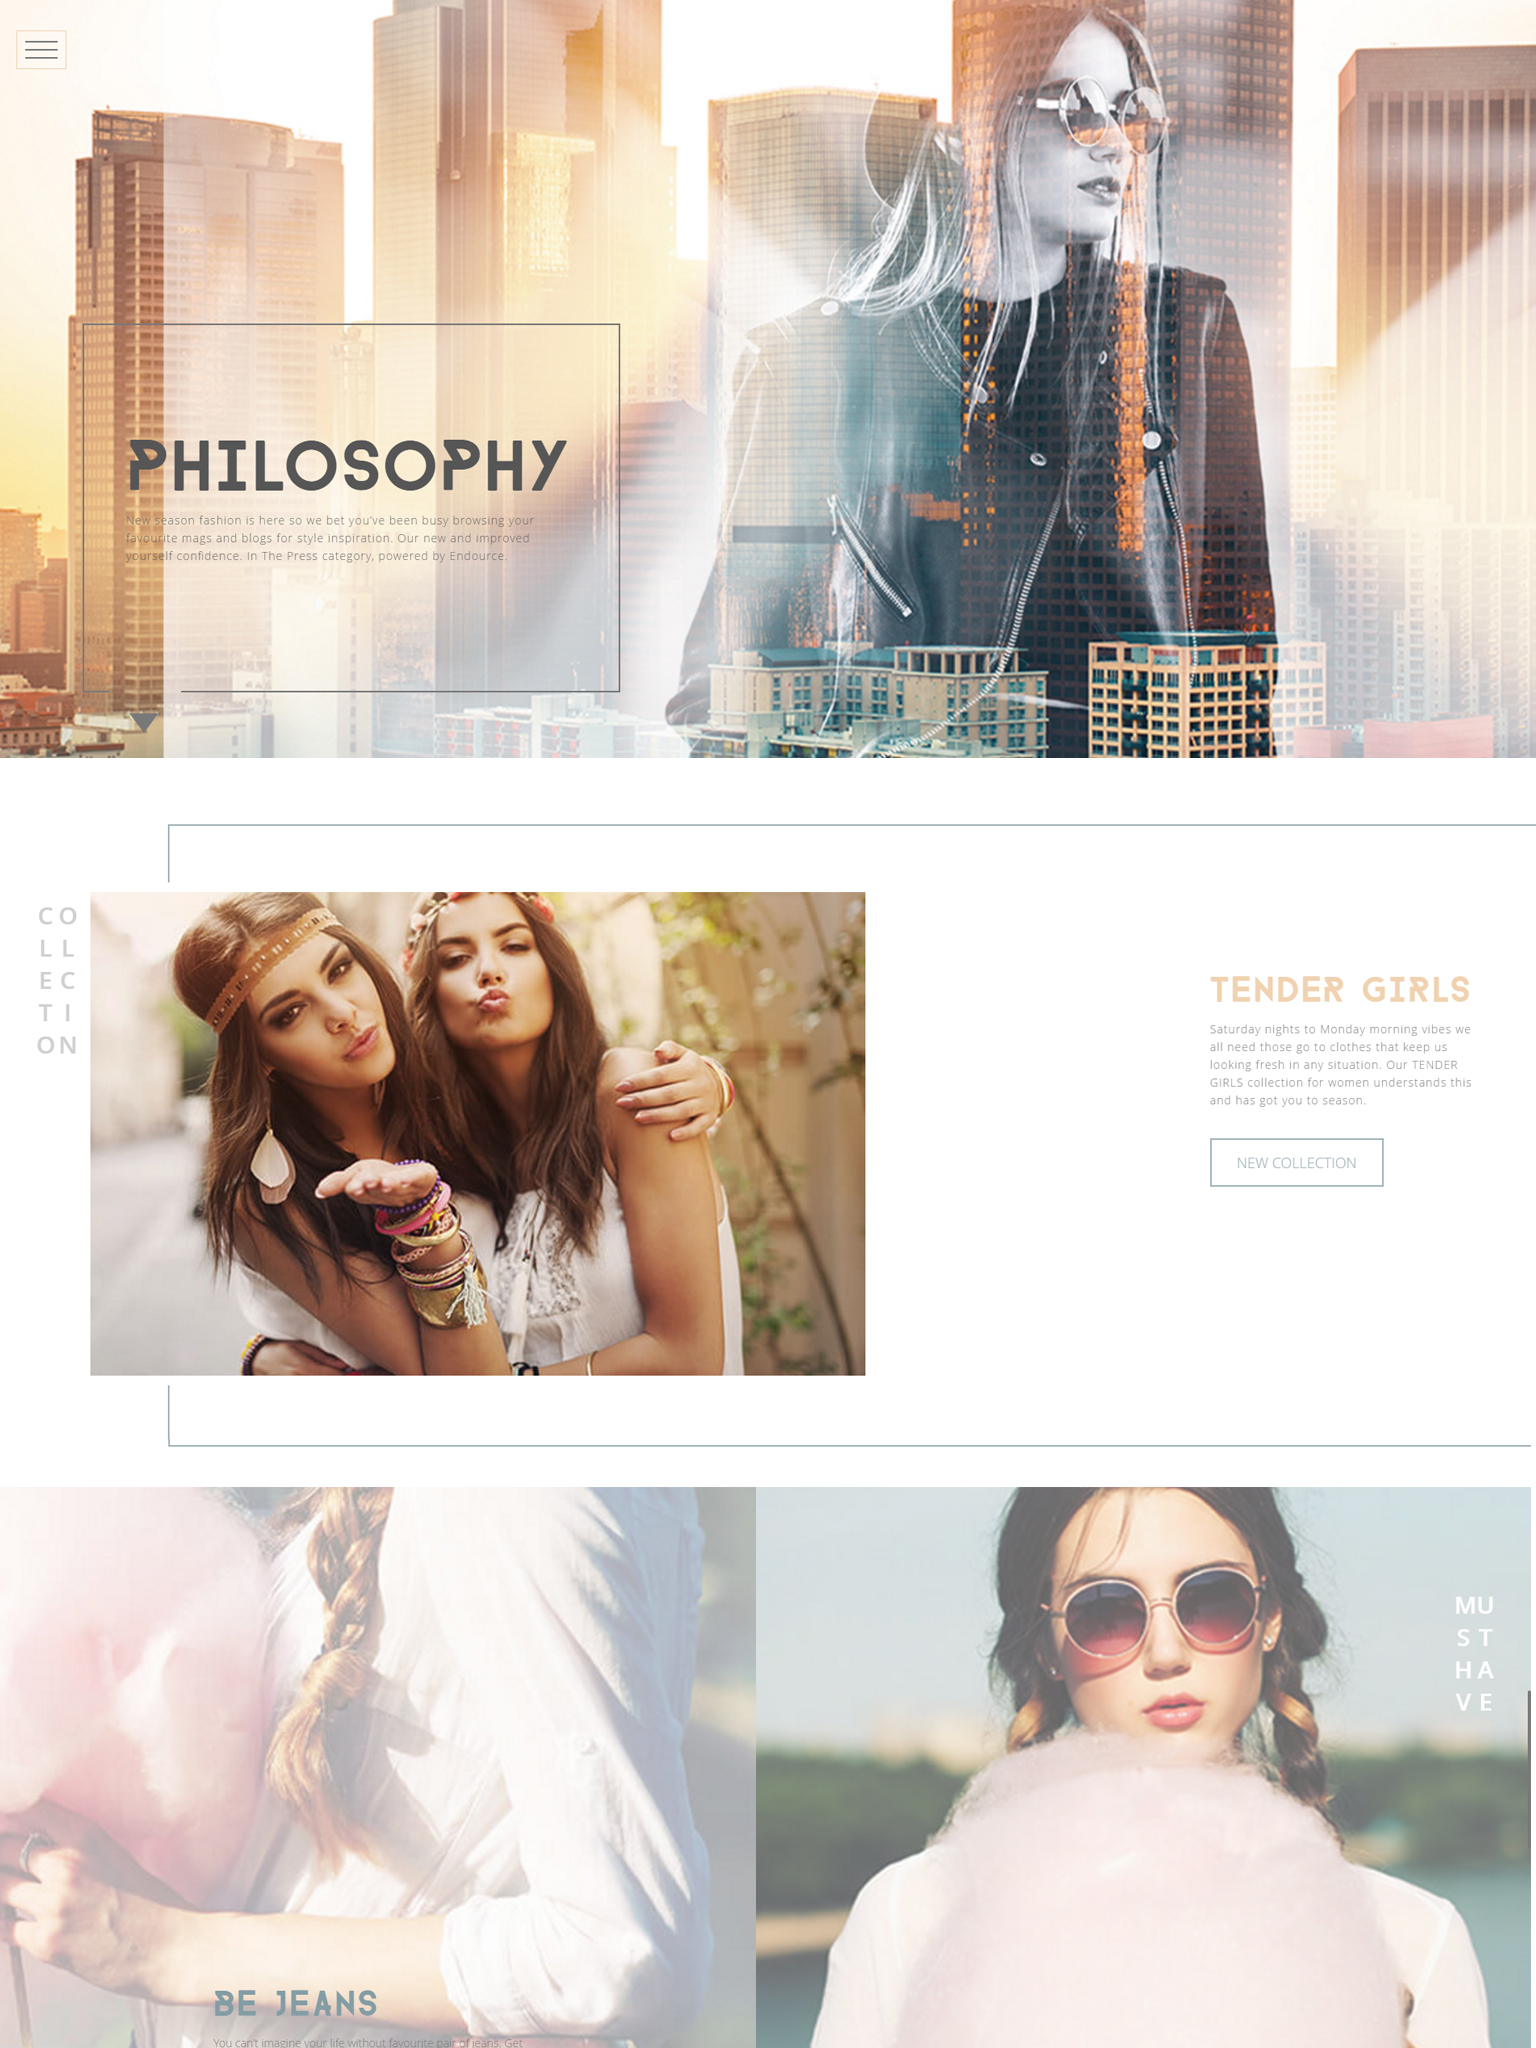 PHILOSOPHY
New season fashion is here so we bet you've been busy browsing your
favourite mags and blogs for style inspiration. Our new and improved
yourself confidence. In The Press category, powered by Endource.
CO
LL
EC
TI
ON
TENDER GIRLS
Saturday nights to Monday morning vibes we
all need those go to clothes that keep us
looking fresh in any situation. Our TENDER
GIRLS collection for women understands this
and has got you to season.
NEW COLLECTION
MU
ST
HA
VE
BE JEANS
You can't imagine your life without favourite pair of jeans. Get